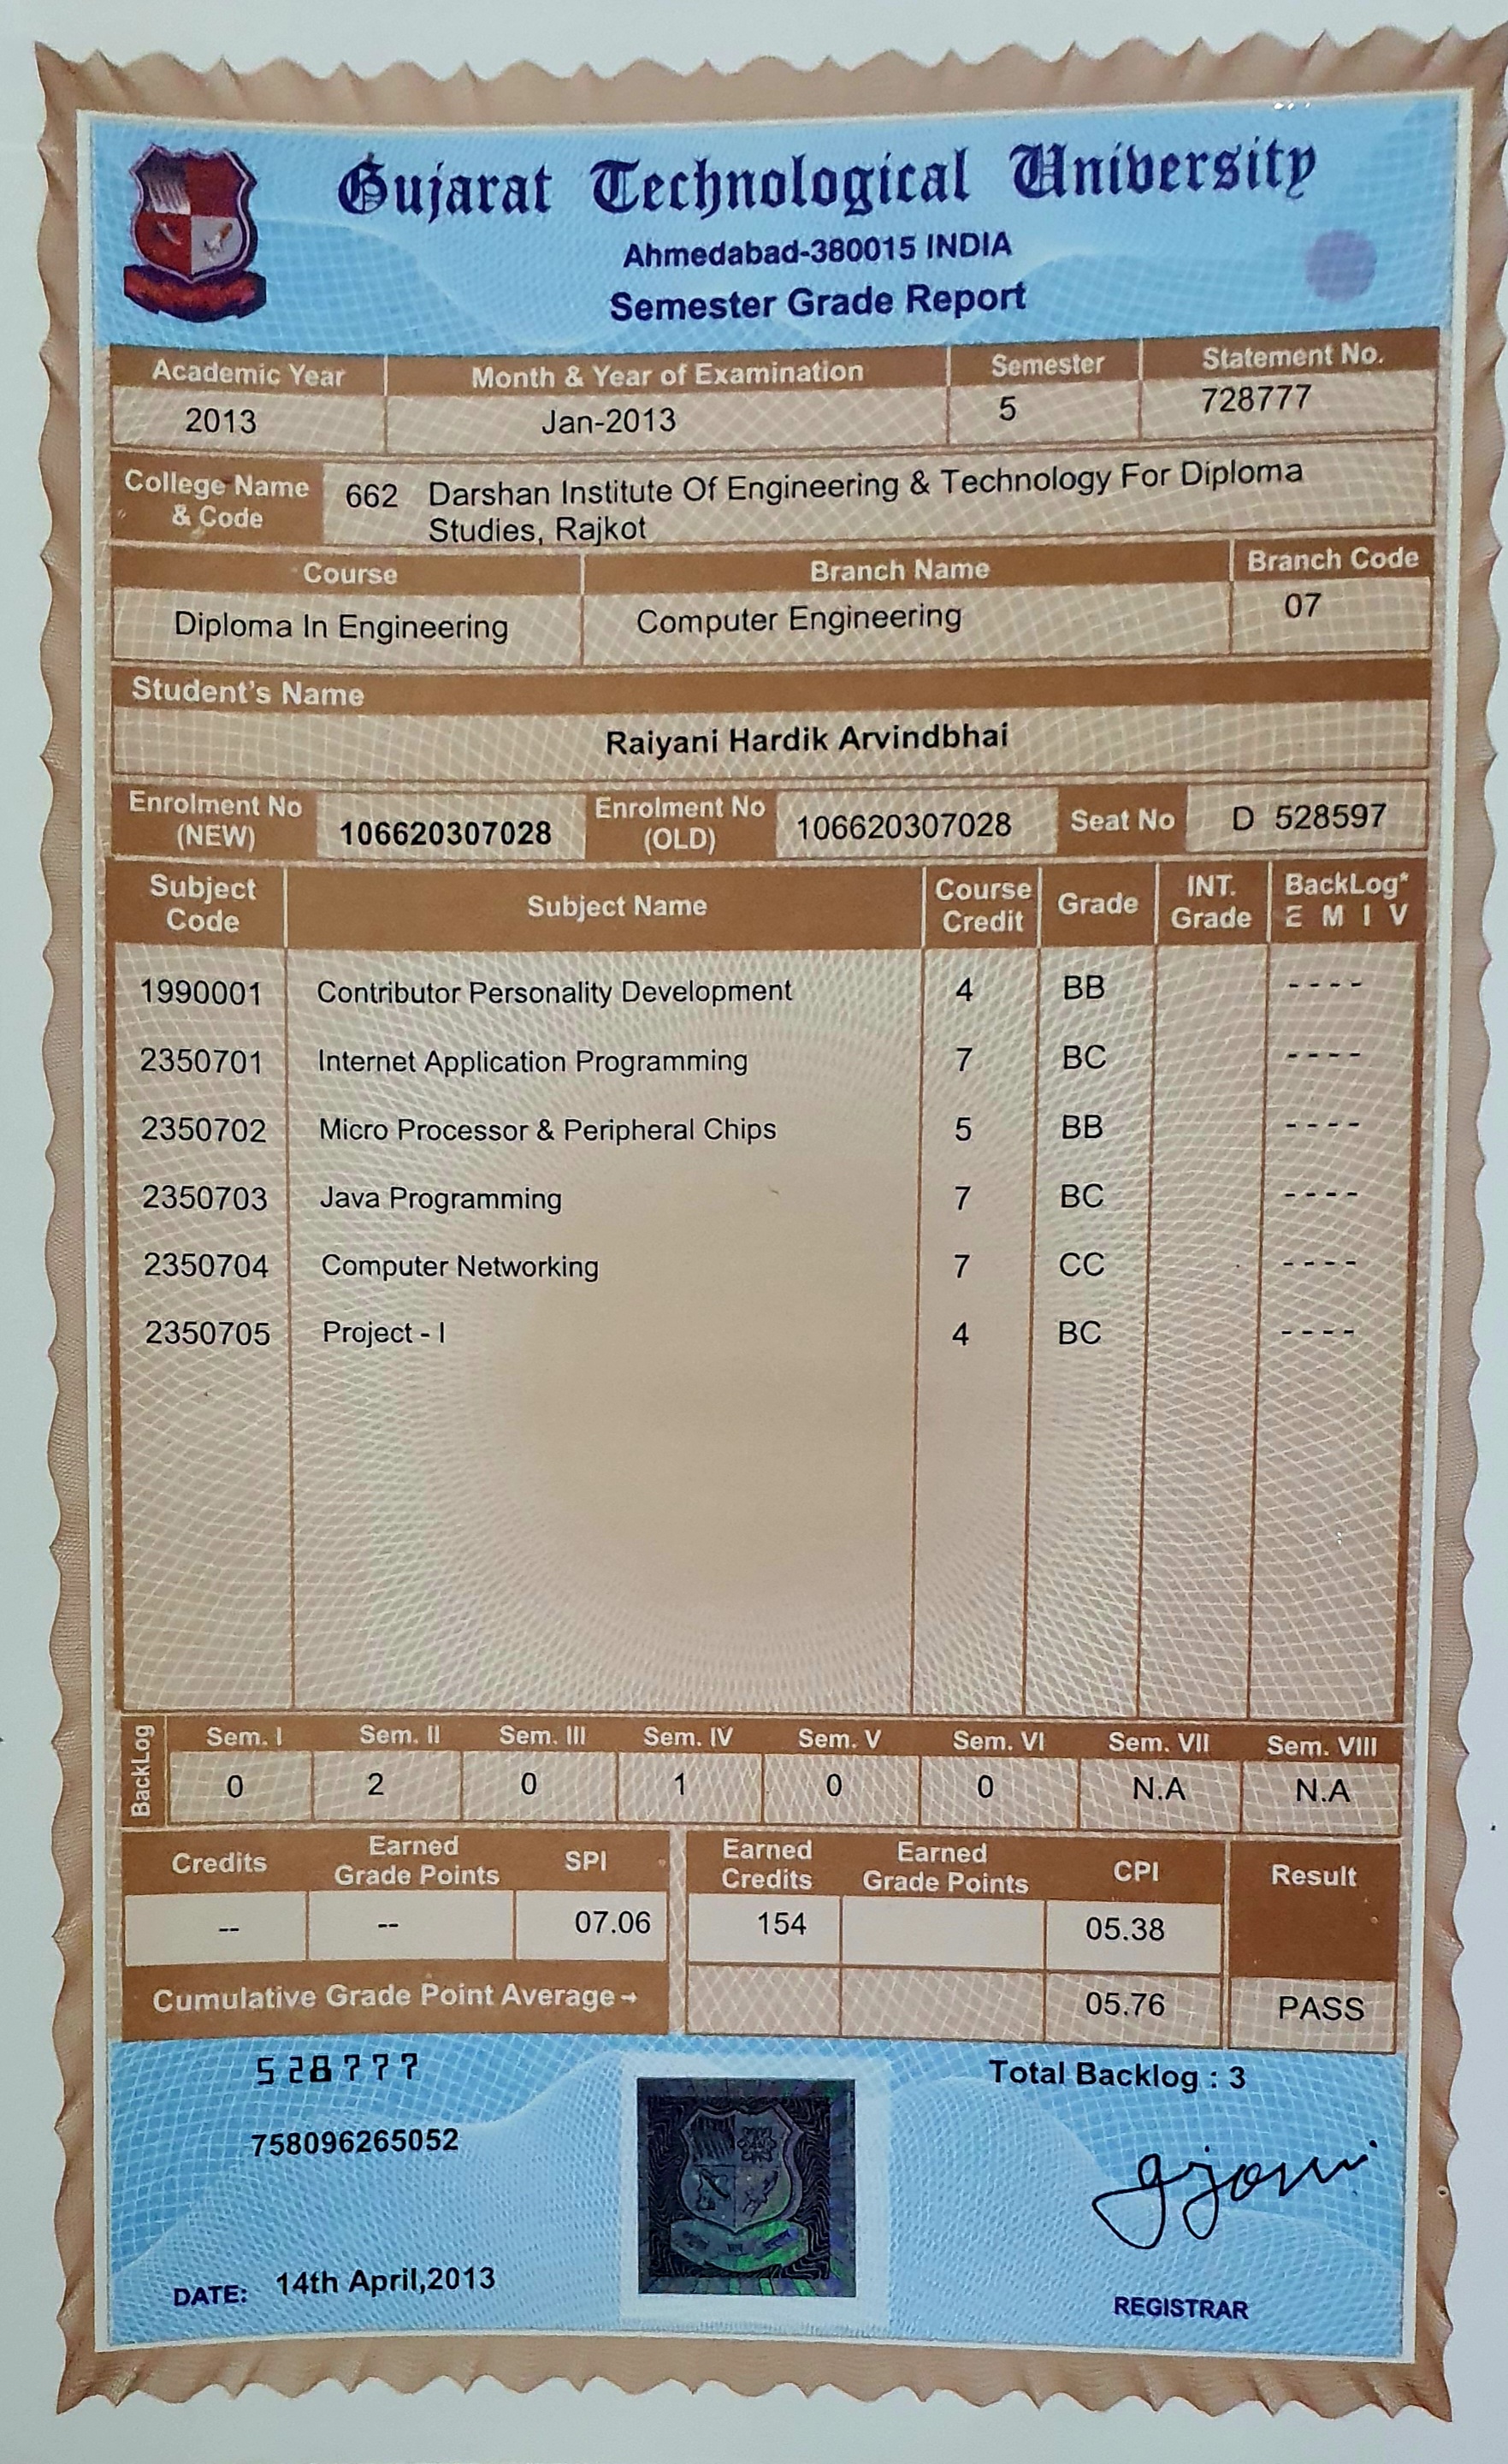 Gujarat Technological University
Ahmedabad-380015 INDIA
Semester Grade Report
Academic Year Month & Year of Examination Semester Statement No.
2013 Jan-2013 5 728777
College Name & Code 662 Darshan Institute Of Engineering & Technology For Diploma
Studies, Rajkot
Course Branch Name Branch Code
Diploma In Engineering Computer Engineering 07
Student's Name
Raiyani Hardik Arvindbhai
Enrolment No (NEW) 106620307028 Enrolment No (OLD) 106620307028 Seat No D 528597
Subject Code Subject Name Course Credit Grade INT. Grade BackLog* E M I V
1990001 Contributor Personality Development 4 BB ----
2350701 Internet Application Programming 7 BC ----
2350702 Micro Processor & Peripheral Chips 5 BB ----
2350703 Java Programming 7 BC ----
2350704 Computer Networking 7 CC ----
2350705 Project - I 4 BC ----
BackLog Sem. I Sem. II Sem. III Sem. IV Sem. V Sem. VI Sem. VII Sem. VIII
0 2 0 1 0 0 N.A N.A
Credits Earned Grade Points SPI Earned Credits Earned Grade Points CPI Result
-- -- 07.06 154 05.38
Cumulative Grade Point Average→ 05.76 PASS
528777 Total Backlog : 3
758096265052
DATE: 14th April,2013
REGISTRAR